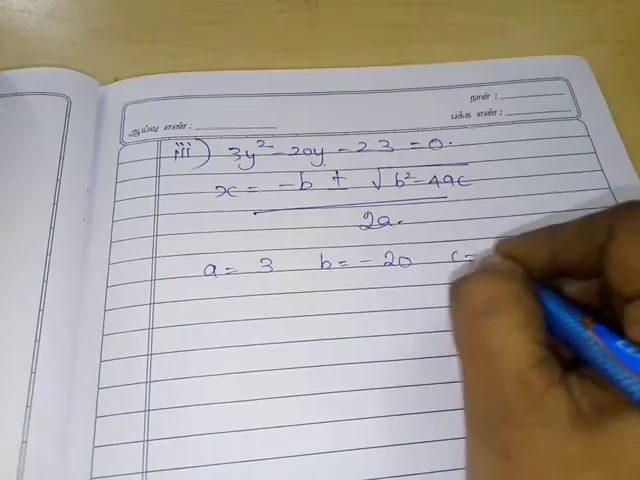 நாள் :
ஆய்வு எண் :
பக்க எண் :
iii) 3y² - 20y - 23 = 0.
x = -b ± √b²-4ac
2a.
a = 3 b = -20 c =